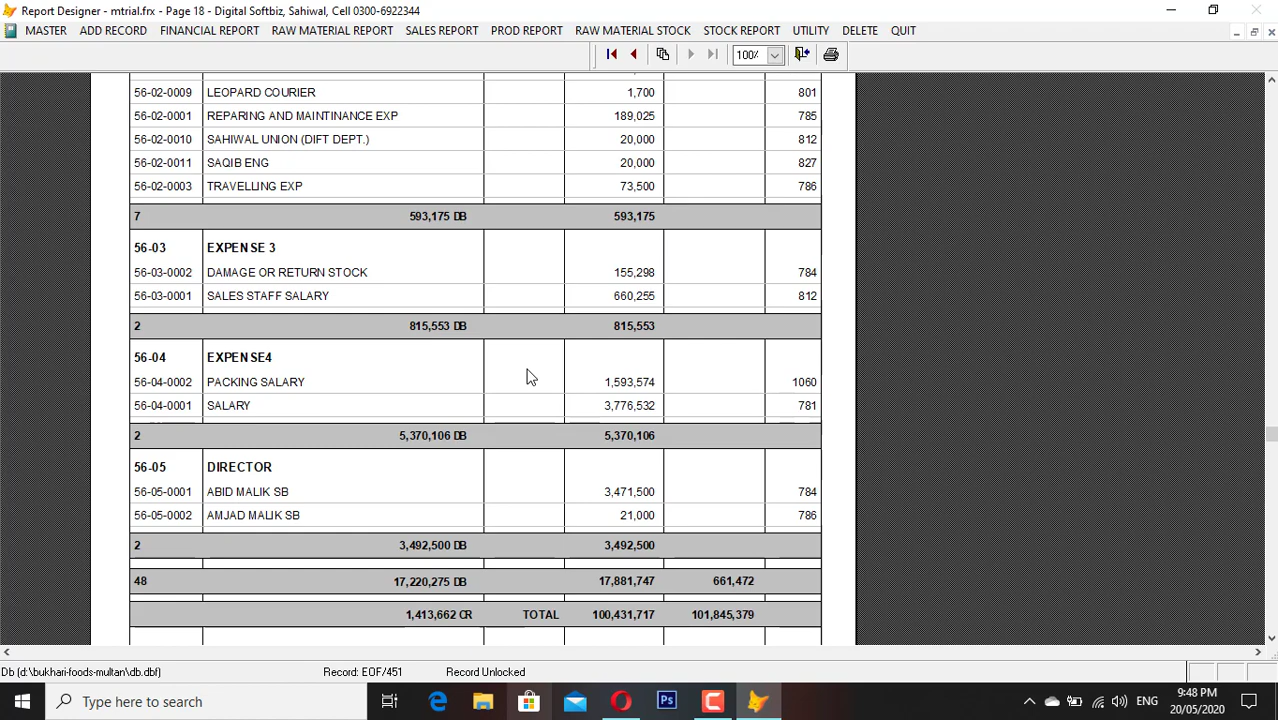 Report Designer - mtrial.frx - Page 18 - Digital Softbiz, Sahiwal, Cell 0300-6922344
MASTER ADD RECORD FINANCIAL REPORT RAW MATERIAL REPORT SALES REPORT PROD REPORT RAW MATERIAL STOCK STOCK REPORT UTILITY DELETE QUIT
100%
56-02-0009 LEOPARD COURIER 1,700 801
56-02-0001 REPARING AND MAINTINANCE EXP 189,025 785
56-02-0010 SAHIWAL UNION (DIFT DEPT.) 20,000 812
56-02-0011 SAQIB ENG 20,000 827
56-02-0003 TRAVELLING EXP 73,500 786
7 593,175 DB 593,175
56-03 EXPENSE 3
56-03-0002 DAMAGE OR RETURN STOCK 155,298 784
56-03-0001 SALES STAFF SALARY 660,255 812
2 815,553 DB 815,553
56-04 EXPENSE4
56-04-0002 PACKING SALARY 1,593,574 1060
56-04-0001 SALARY 3,776,532 781
2 5,370,106 DB 5,370,106
56-05 DIRECTOR
56-05-0001 ABID MALIK SB 3,471,500 784
56-05-0002 AMJAD MALIK SB 21,000 786
2 3,492,500 DB 3,492,500
48 17,220,275 DB 17,881,747 661,472
1,413,662 CR TOTAL 100,431,717 101,845,379
Db (d:\bukhari-foods-multan\db.dbf) Record: EOF/451 Record Unlocked
Type here to search
Ps
ENG
9:48 PM
20/05/2020